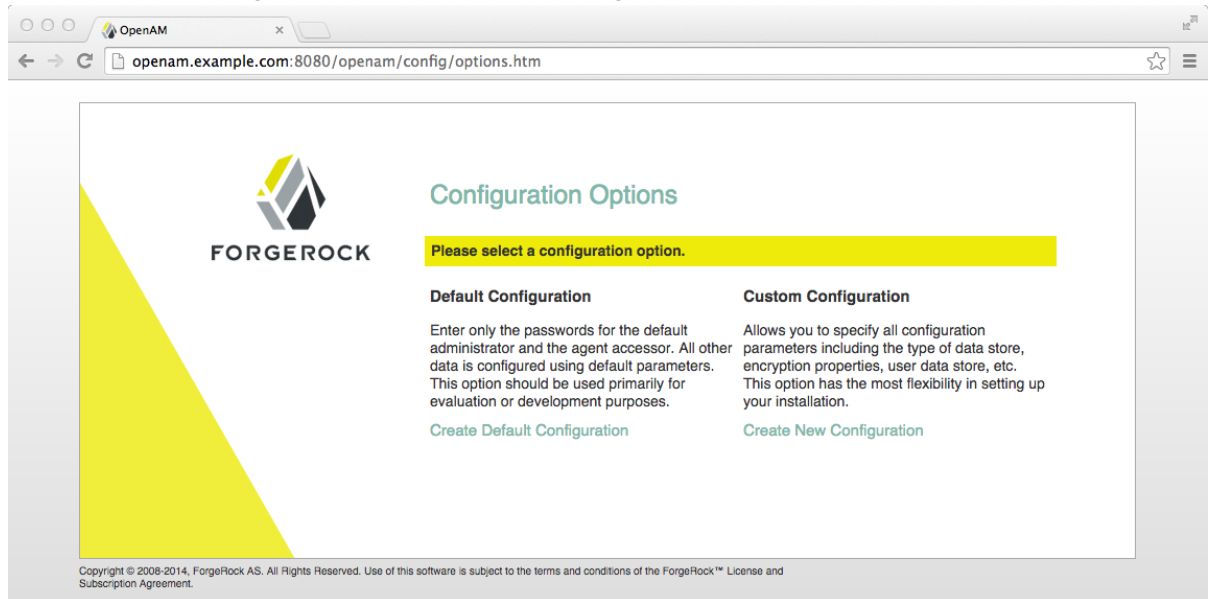 OpenAM
openam.example.com:8080/openam/config/options.htm
FORGEROCK
Configuration Options
Please select a configuration option.
Default Configuration
Enter only the passwords for the default
administrator and the agent accessor. All other
data is configured using default parameters.
This option should be used primarily for
evaluation or development purposes.
Create Default Configuration
Custom Configuration
Allows you to specify all configuration
parameters including the type of data store,
encryption properties, user data store, etc.
This option has the most flexibility in setting up
your installation.
Create New Configuration
Copyright © 2008-2014, ForgeRock AS. All Rights Reserved. Use of this software is subject to the terms and conditions of the ForgeRock™ License and
Subscription Agreement.